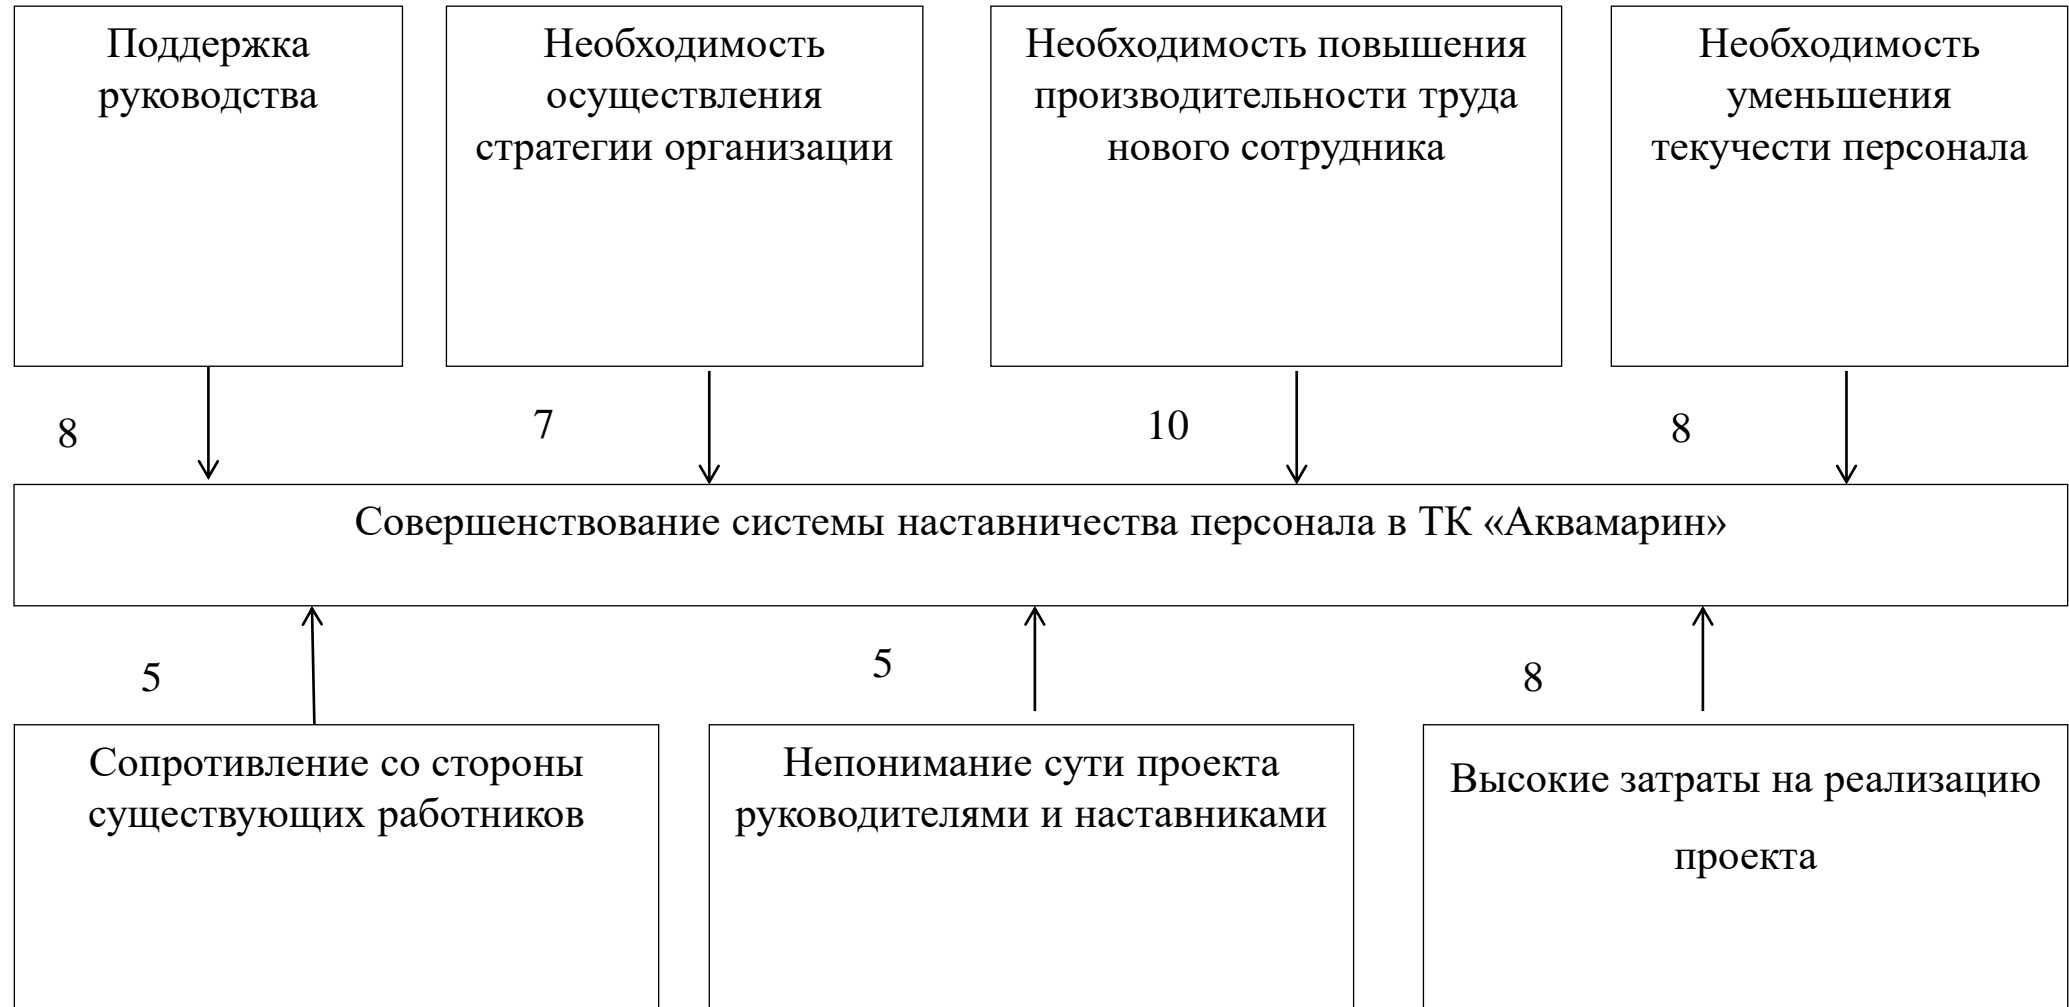 Поддержка
руководства
Необходимость
осуществления
стратегии организации
Необходимость повышения
производительности труда
нового сотрудника
Необходимость
уменьшения
текучести персонала
8
7
10
8
Совершенствование системы наставничества персонала в ТК «Аквамарин»
5
5
8
Сопротивление со стороны
существующих работников
Непонимание сути проекта
руководителями и наставниками
Высокие затраты на реализацию
проекта